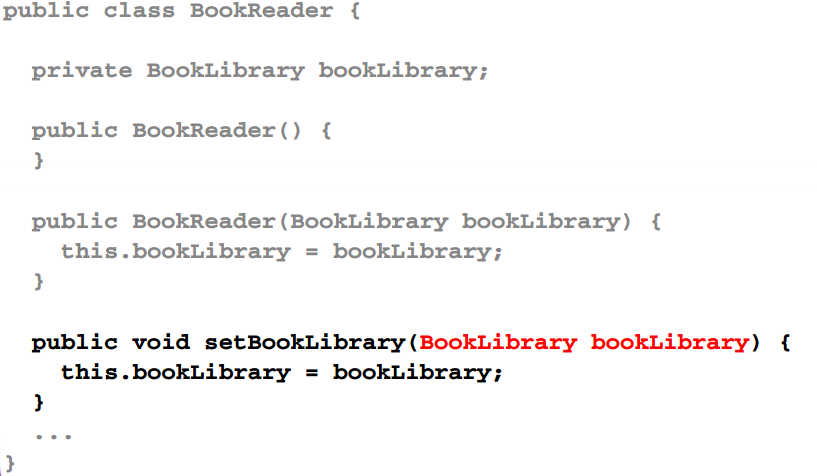 public class BookReader {
private BookLibrary bookLibrary;
public BookReader() {
}
public BookReader(BookLibrary bookLibrary) {
this.bookLibrary = bookLibrary;
}
public void setBookLibrary(BookLibrary bookLibrary) {
this.bookLibrary = bookLibrary;
}
...
}